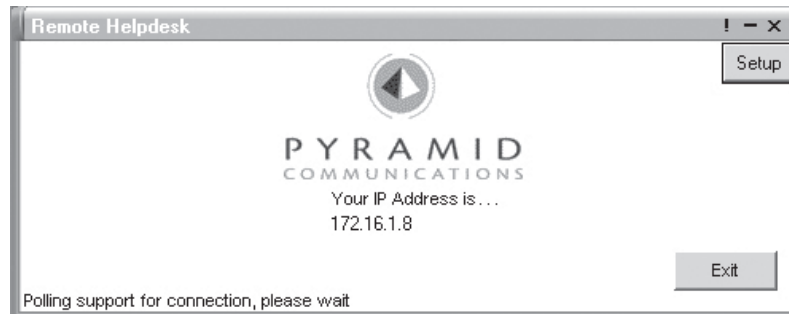 Remote Helpdesk
Setup
PYRAMID
COMMUNICATIONS
Your IP Address is...
172.16.1.8
Exit
Polling support for connection, please wait